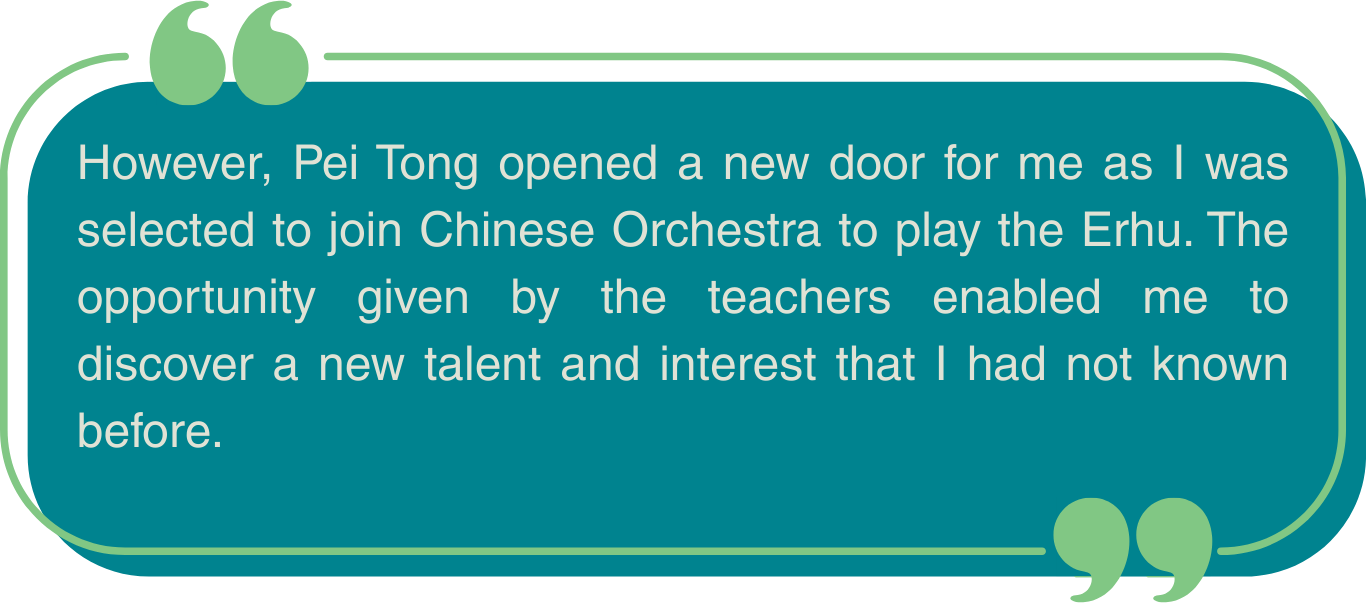 However, Pei Tong opened a new door for me as I was
selected to join Chinese Orchestra to play the Erhu. The
opportunity given by the teachers enabled me to
discover a new talent and interest that I had not known
before.